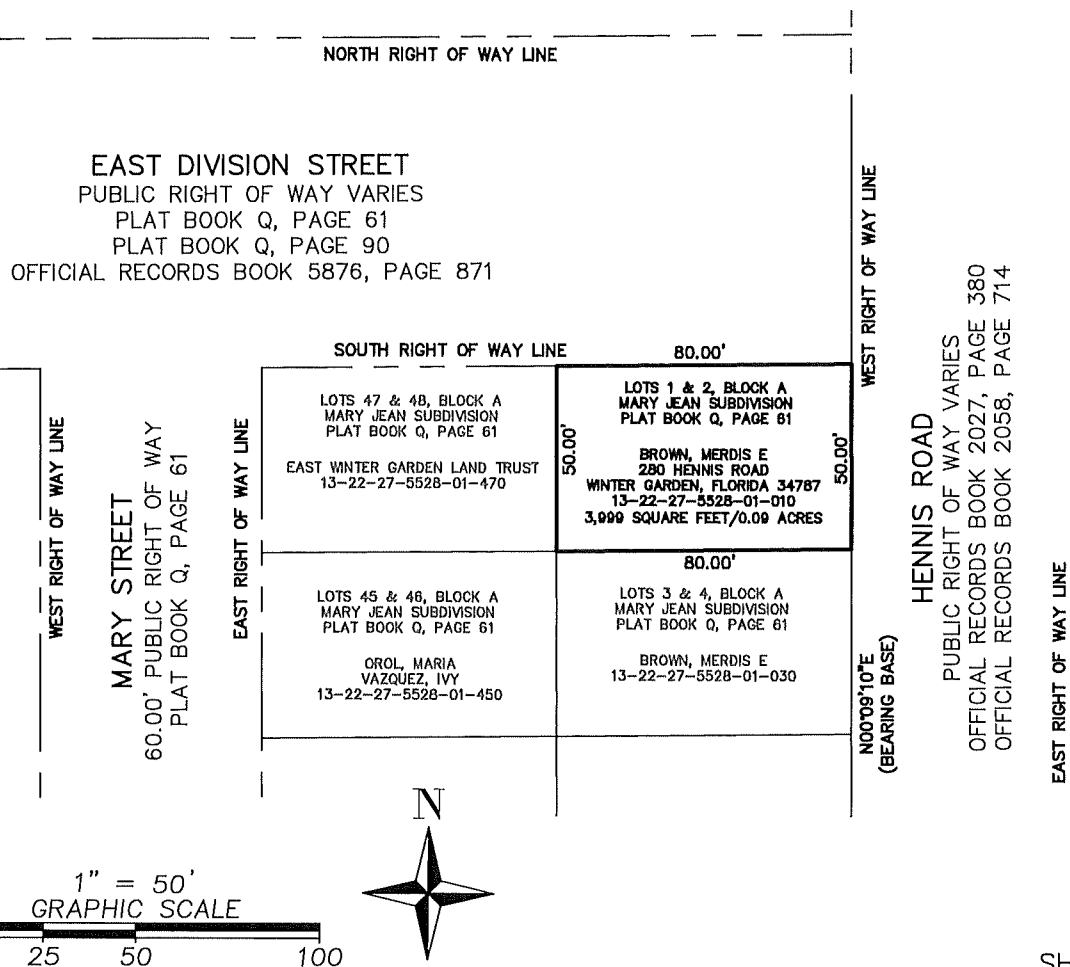 NORTH RIGHT OF WAY LINE
EAST DIVISION STREET
PUBLIC RIGHT OF WAY VARIES
PLAT BOOK Q, PAGE 61
PLAT BOOK Q, PAGE 90
OFFICIAL RECORDS BOOK 5876, PAGE 871
SOUTH RIGHT OF WAY LINE
80.00'
WEST RIGHT OF WAY LINE
LOTS 47 & 48, BLOCK A
MARY JEAN SUBDIVISION
PLAT BOOK Q, PAGE 61
EAST WINTER GARDEN LAND TRUST
13-22-27-5528-01-470
50.00'
LOTS 1 & 2, BLOCK A
MARY JEAN SUBDIVISION
PLAT BOOK Q, PAGE 61
BROWN, MERDIS E
280 HENNIS ROAD
WINTER GARDEN, FLORIDA 34787
13-22-27-5528-01-010
3,999 SQUARE FEET/0.09 ACRES
50.00'
80.00'
WEST RIGHT OF WAY LINE
MARY STREET
60.00' PUBLIC RIGHT OF WAY
PLAT BOOK Q, PAGE 61
EAST RIGHT OF WAY LINE
LOTS 45 & 46, BLOCK A
MARY JEAN SUBDIVISION
PLAT BOOK Q, PAGE 61
OROL, MARIA
VAZQUEZ, IVY
13-22-27-5528-01-450
LOTS 3 & 4, BLOCK A
MARY JEAN SUBDIVISION
PLAT BOOK Q, PAGE 61
BROWN, MERDIS E
13-22-27-5528-01-030
N00°09'10"E
(BEARING BASE)
HENNIS ROAD
PUBLIC RIGHT OF WAY VARIES
OFFICIAL RECORDS BOOK 2027, PAGE 380
OFFICIAL RECORDS BOOK 2058, PAGE 714
EAST RIGHT OF WAY LINE
N
1" = 50'
GRAPHIC SCALE
25 50 100